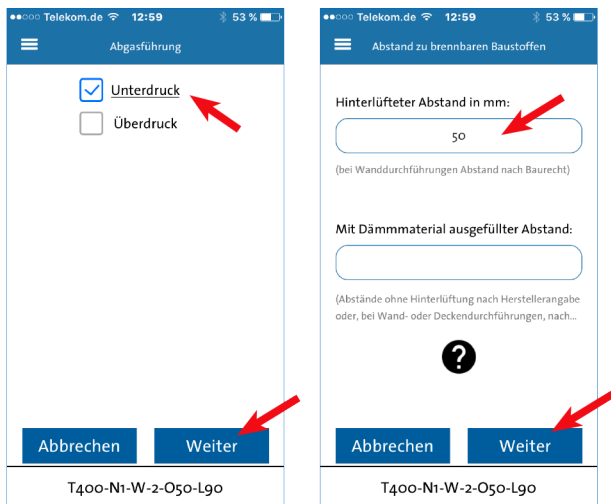 Telekom.de 12:59 53 %
Abgasführung
Unterdruck
Überdruck
Abbrechen Weiter
T400-N1-W-2-O50-L90
Telekom.de 12:59 53 %
Abstand zu brennbaren Baustoffen
Hinterlüfteter Abstand in mm:
50
(bei Wanddurchführungen Abstand nach Baurecht)
Mit Dämmmaterial ausgefüllter Abstand:
(Abstände ohne Hinterlüftung nach Herstellerangabe
oder, bei Wand- oder Deckendurchführungen, nach...
?
Abbrechen Weiter
T400-N1-W-2-O50-L90